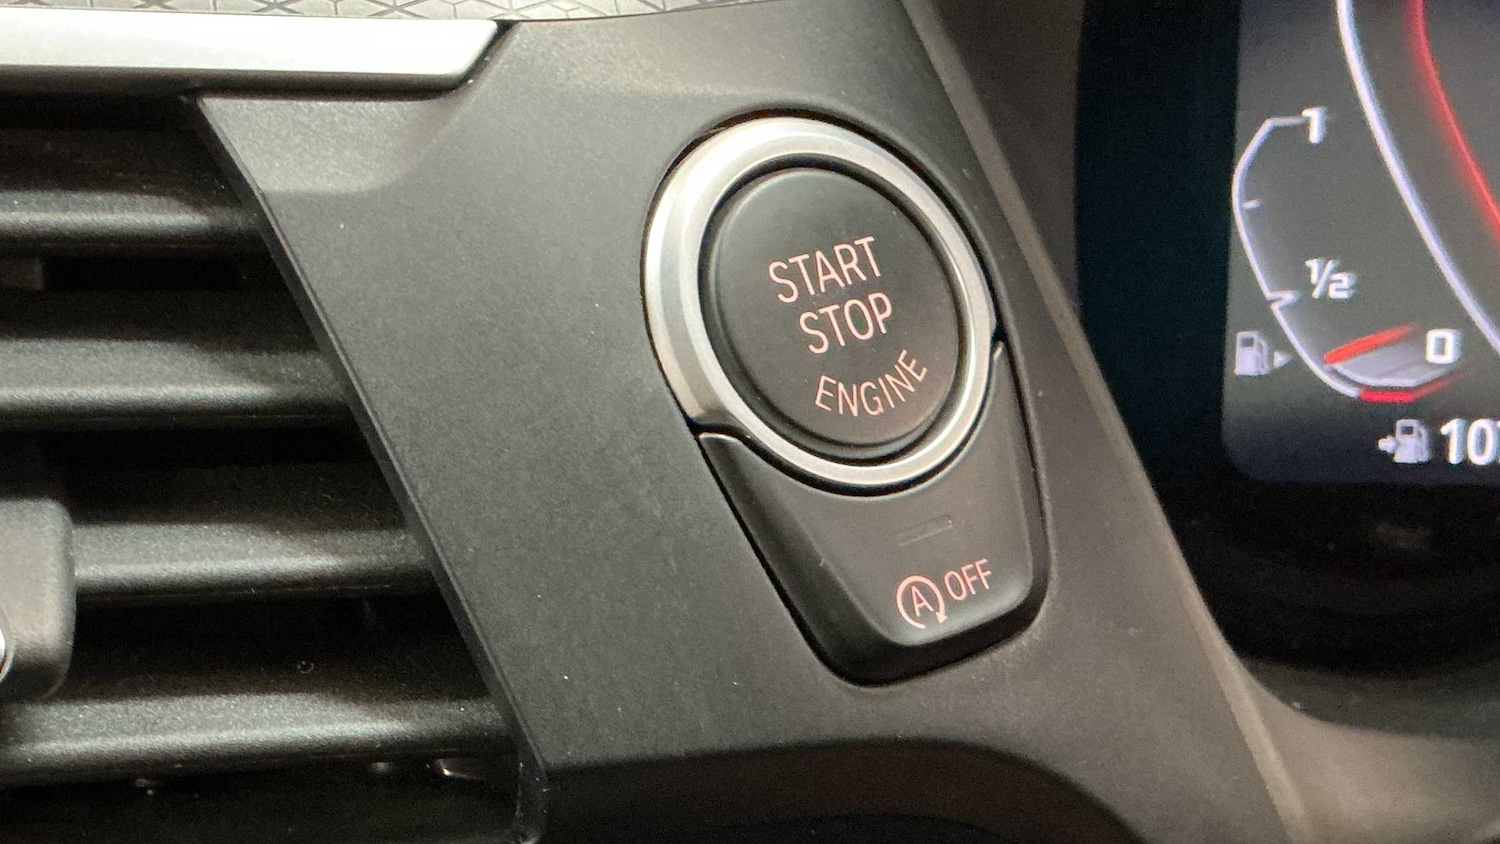 START
STOP
ENGINE
A OFF
1
1/2
0